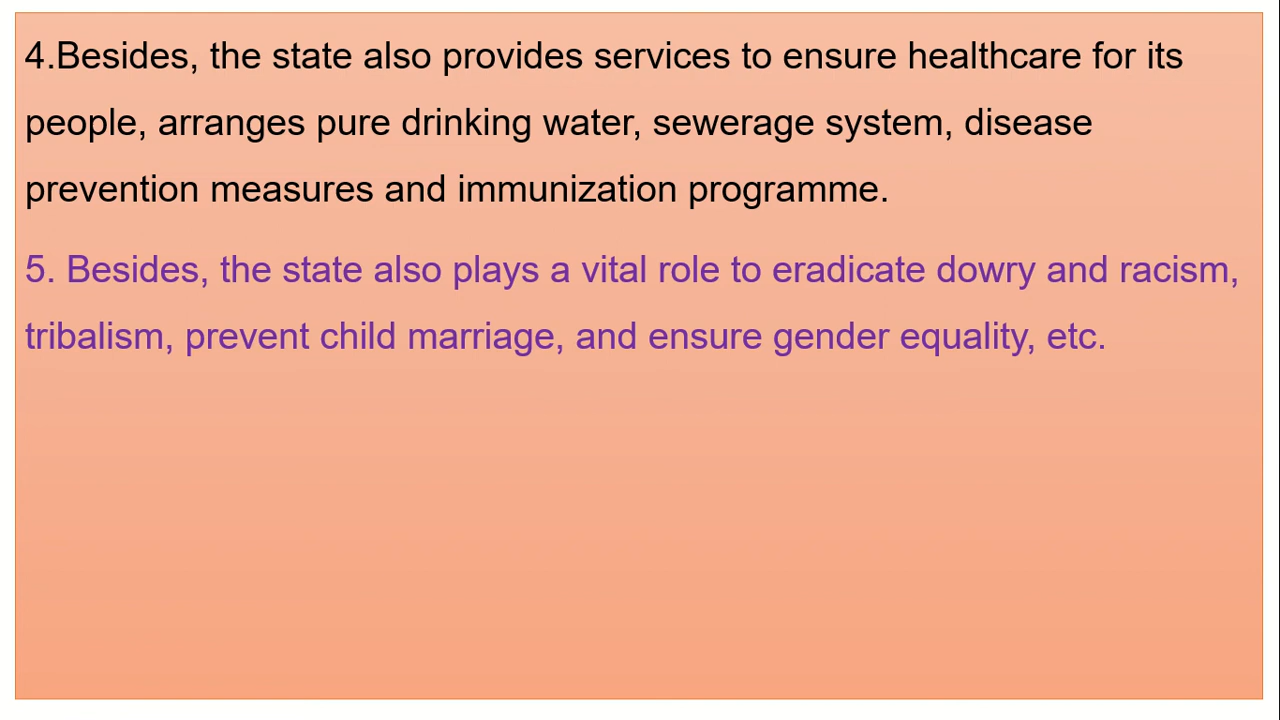 4.Besides, the state also provides services to ensure healthcare for its
people, arranges pure drinking water, sewerage system, disease
prevention measures and immunization programme.
5. Besides, the state also plays a vital role to eradicate dowry and racism,
tribalism, prevent child marriage, and ensure gender equality, etc.